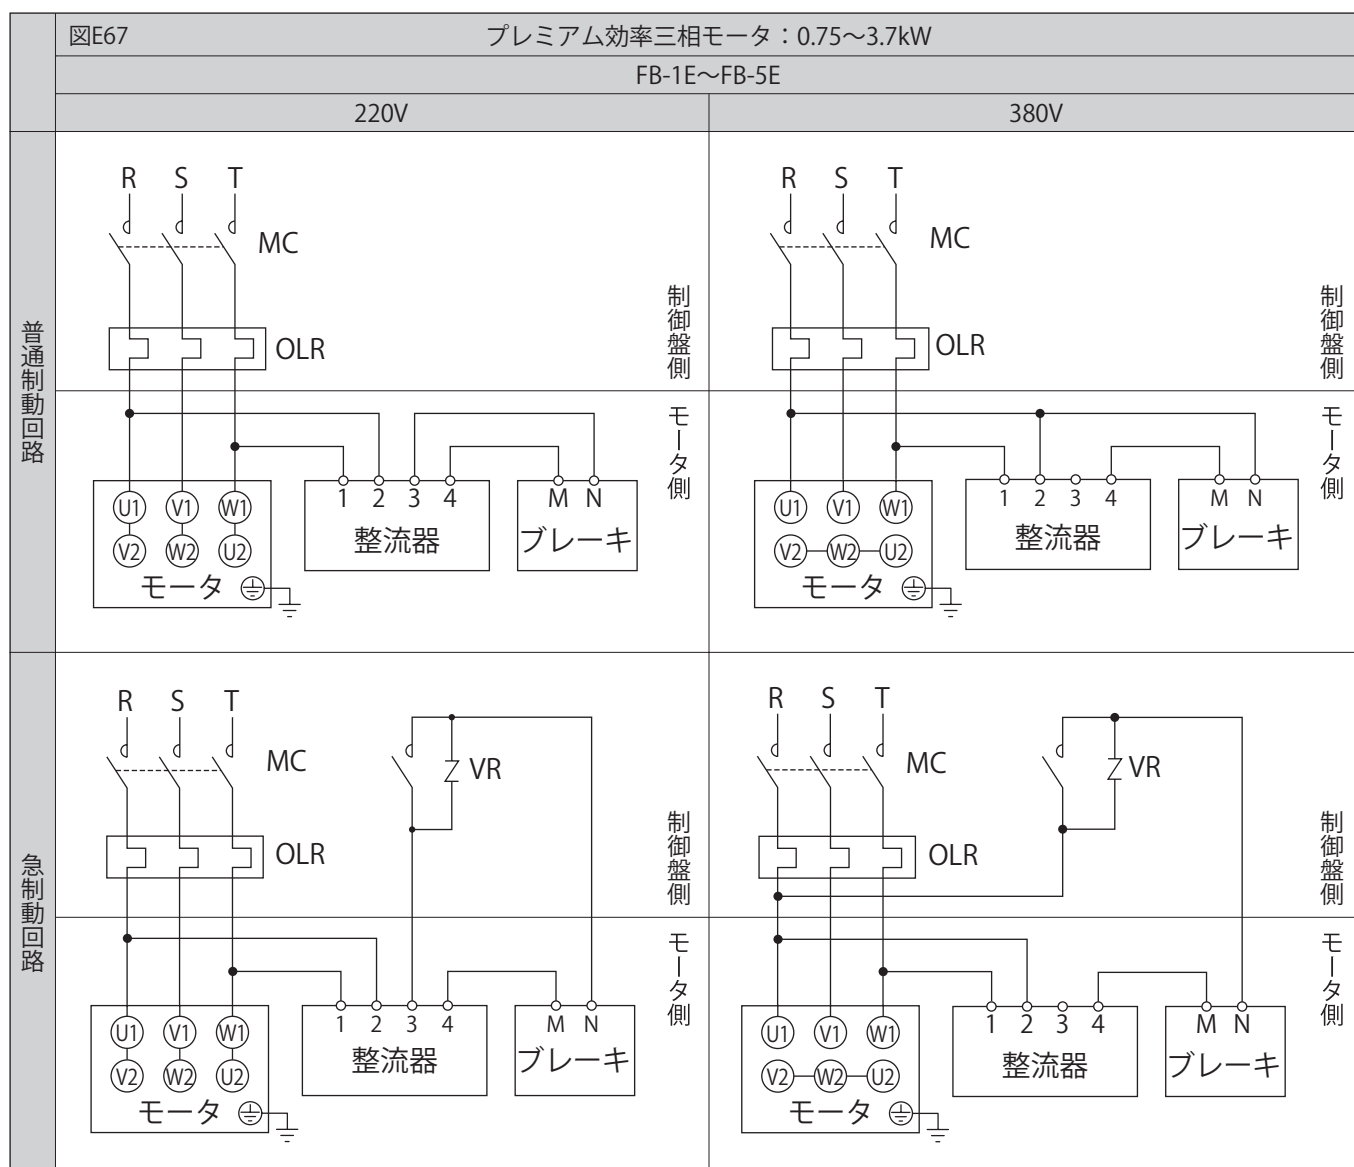 図E67
プレミアム効率三相モータ：0.75～3.7kW
FB-1E～FB-5E
220V
380V
普通制動回路
R S T
MC
OLR
制御盤側
モータ側
1 2 3 4
M N
U1 V1 W1
V2 W2 U2
整流器
ブレーキ
モータ
R S T
MC
OLR
制御盤側
モータ側
1 2 3 4
M N
U1 V1 W1
V2 W2 U2
整流器
ブレーキ
モータ
急制動回路
R S T
MC
VR
OLR
制御盤側
モータ側
1 2 3 4
M N
U1 V1 W1
V2 W2 U2
整流器
ブレーキ
モータ
R S T
MC
VR
OLR
制御盤側
モータ側
1 2 3 4
M N
U1 V1 W1
V2 W2 U2
整流器
ブレーキ
モータ